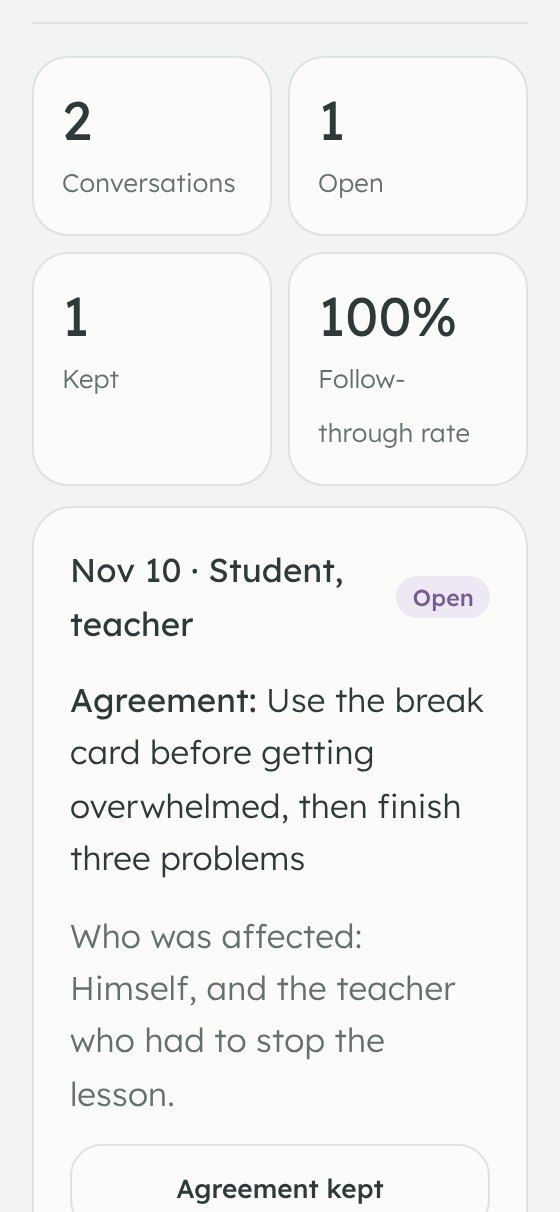 2
Conversations
1
Open
1
Kept
100%
Follow-
through rate
Nov 10 · Student,
teacher
Open
Agreement: Use the break
card before getting
overwhelmed, then finish
three problems
Who was affected:
Himself, and the teacher
who had to stop the
lesson.
Agreement kept